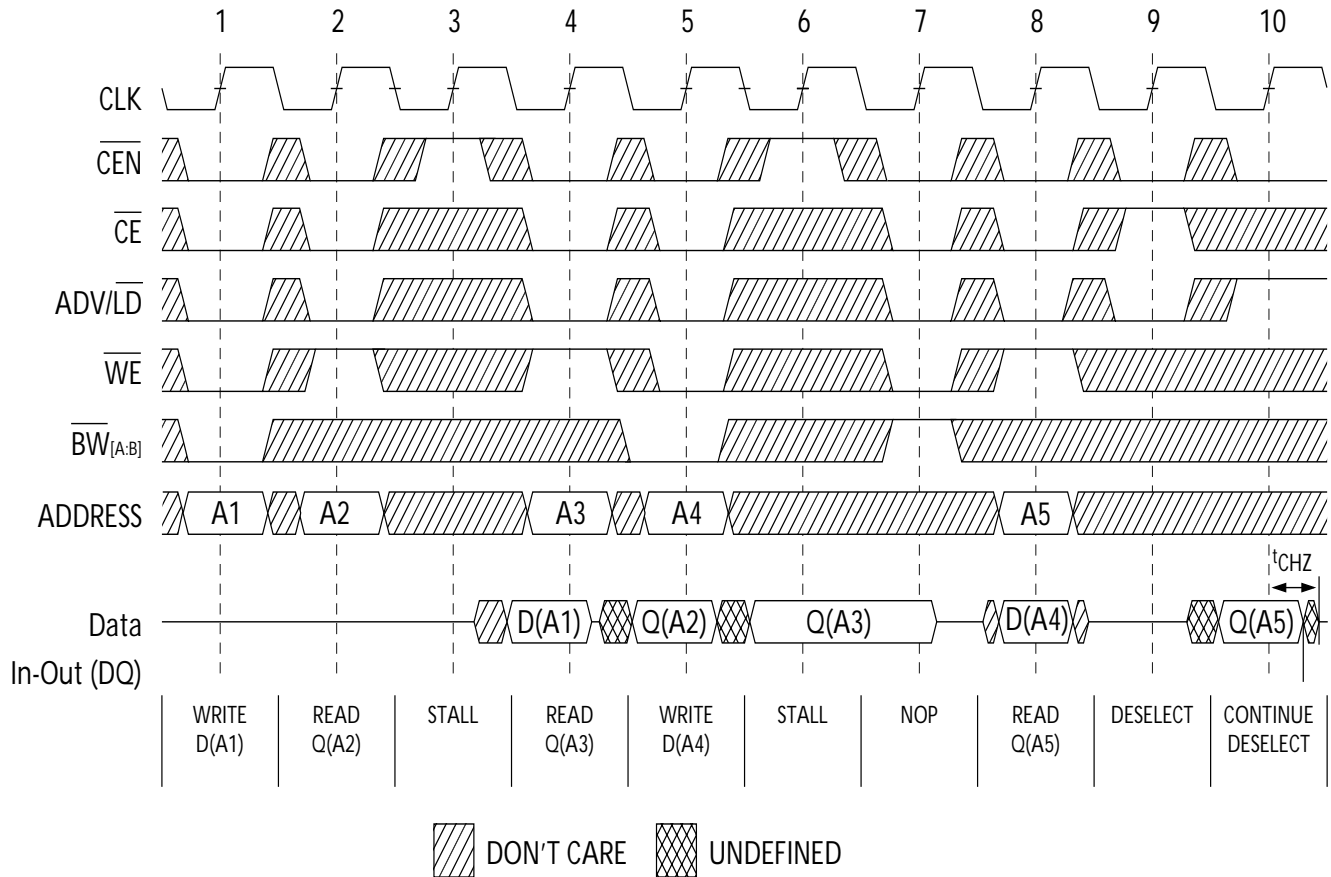 1 2 3 4 5 6 7 8 9 10
CLK
CEN
CE
ADV/LD
WE
BW[A:B]
ADDRESS A1 A2 A3 A4 A5
tCHZ
Data D(A1) Q(A2) Q(A3) D(A4) Q(A5)
In-Out (DQ)
WRITE READ STALL READ WRITE STALL NOP READ DESELECT CONTINUE
D(A1) Q(A2) Q(A3) D(A4) Q(A5) DESELECT
DON'T CARE UNDEFINED